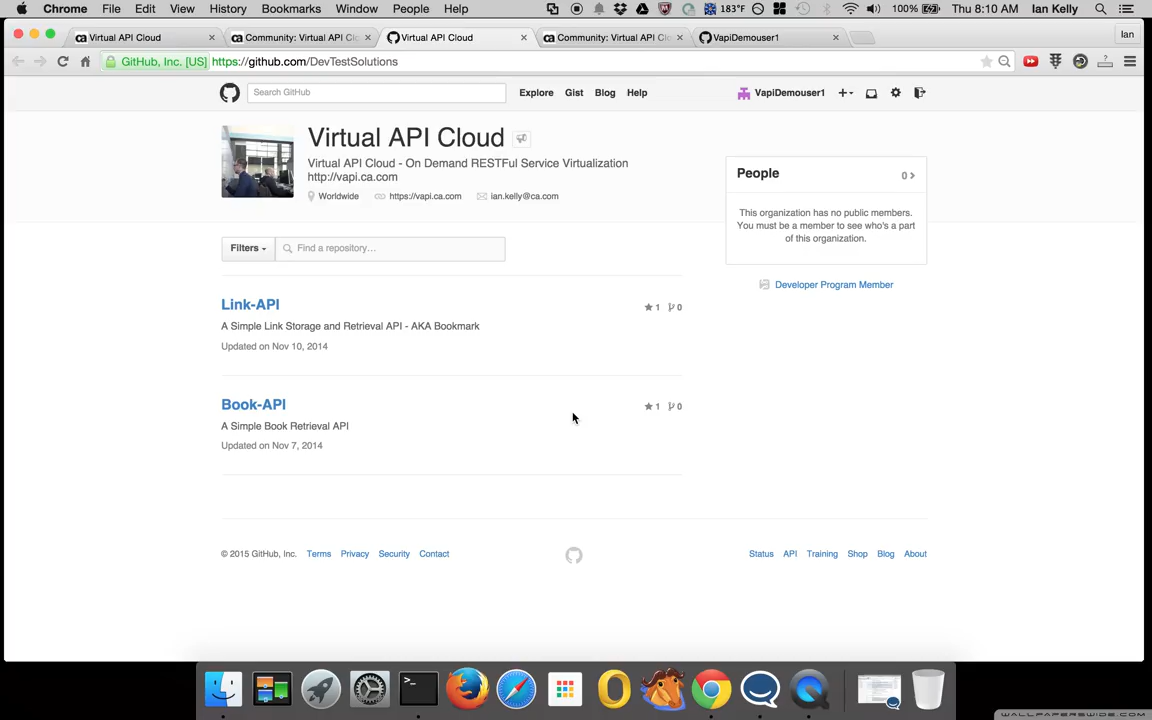 Chrome File Edit View History Bookmarks Window People Help 183°F 100% Thu 8:10 AM Ian Kelly
Virtual API Cloud × Community: Virtual API Clo × Virtual API Cloud × Community: Virtual API Clo × VapiDemouser1 × Ian
GitHub, Inc. [US] https://github.com/DevTestSolutions
Search GitHub Explore Gist Blog Help VapiDemouser1
Virtual API Cloud
Virtual API Cloud - On Demand RESTFul Service Virtualization
http://vapi.ca.com
Worldwide https://vapi.ca.com ian.kelly@ca.com
People 0
This organization has no public members.
You must be a member to see who's a part
of this organization.
Developer Program Member
Filters Find a repository…
Link-API 1 0
A Simple Link Storage and Retrieval API - AKA Bookmark
Updated on Nov 10, 2014
Book-API 1 0
A Simple Book Retrieval API
Updated on Nov 7, 2014
© 2015 GitHub, Inc. Terms Privacy Security Contact Status API Training Shop Blog About
WALLPAPERSWIDE.COM